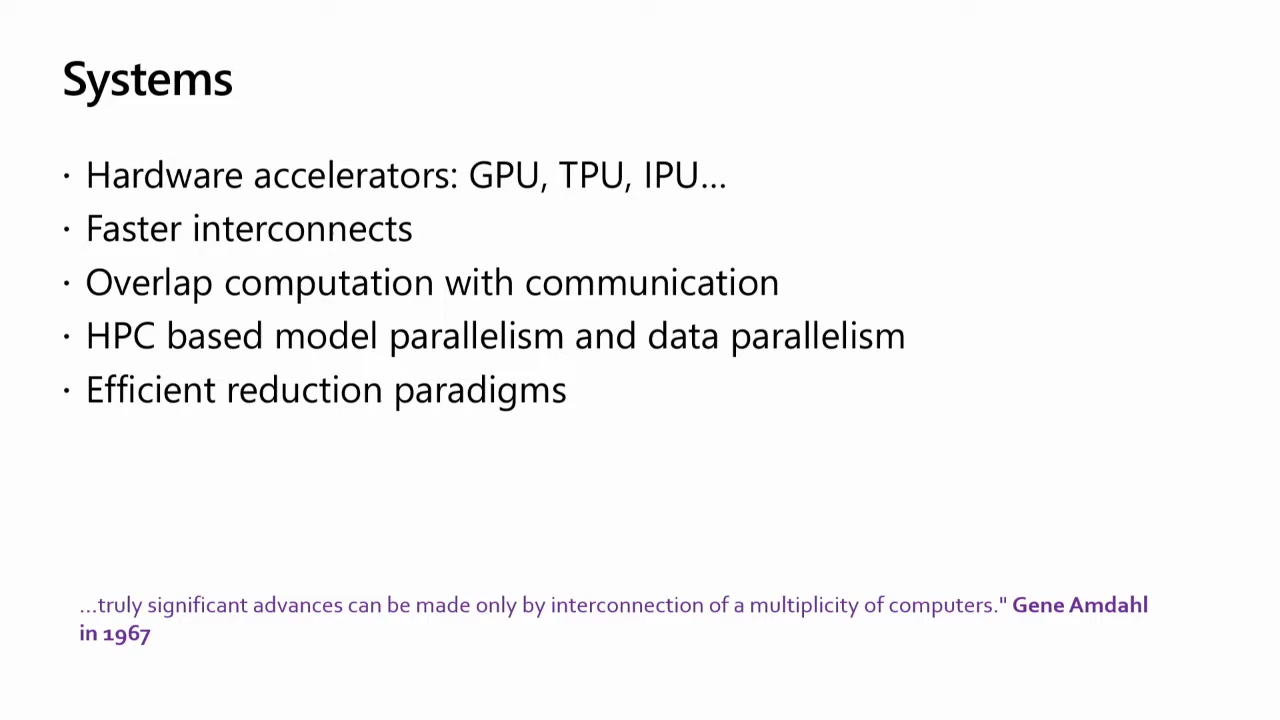 Systems
· Hardware accelerators: GPU, TPU, IPU...
· Faster interconnects
· Overlap computation with communication
· HPC based model parallelism and data parallelism
· Efficient reduction paradigms
...truly significant advances can be made only by interconnection of a multiplicity of computers." Gene Amdahl
in 1967